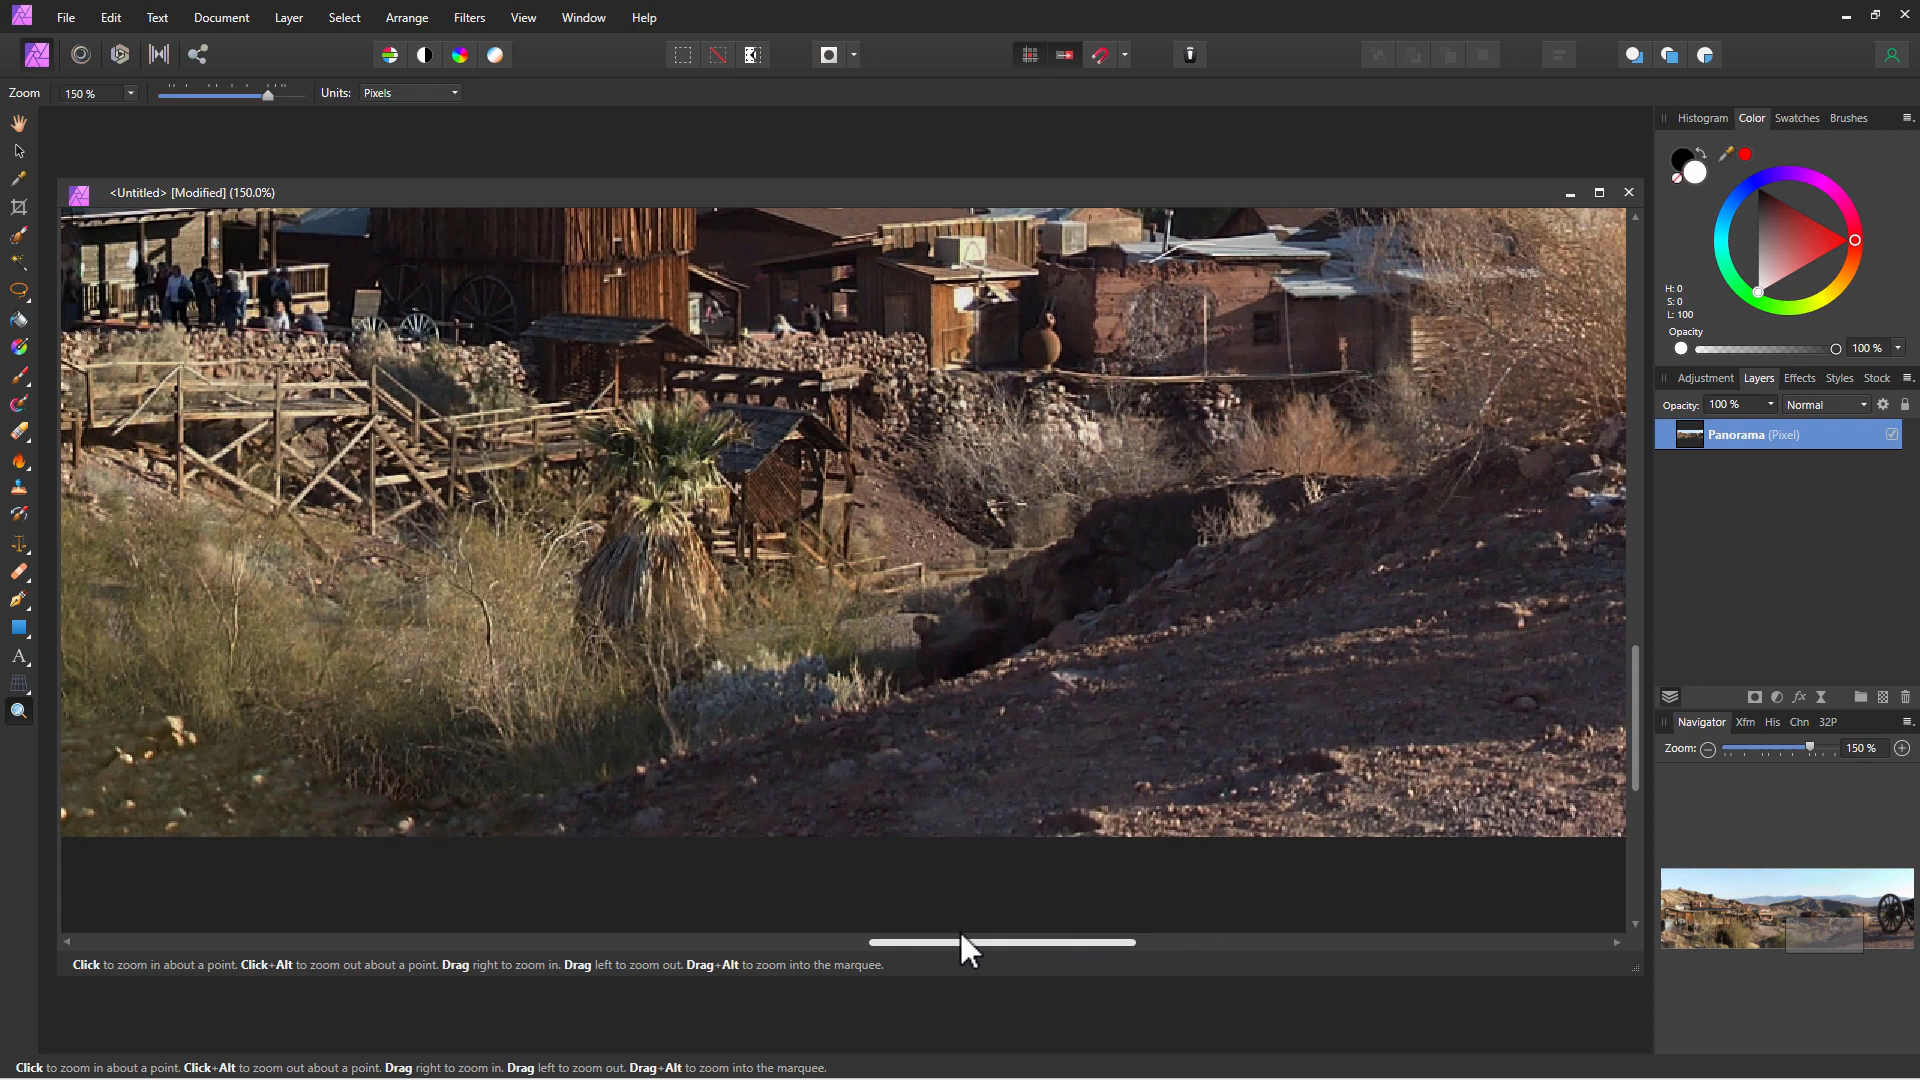 File Edit Text Document Layer Select Arrange Filters View Window Help
Zoom 150 % Units: Pixels
Histogram Color Swatches Brushes
<Untitled> [Modified] (150.0%)
H: 0
S: 0
L: 100
Opacity
100 %
Adjustment Layers Effects Styles Stock
Opacity: 100 % Normal
Panorama (Pixel)
fx
A
Navigator Xfm His Chn 32P
Zoom: 150 %
Click to zoom in about a point. Click+Alt to zoom out about a point. Drag right to zoom in. Drag left to zoom out. Drag+Alt to zoom into the marquee.
Click to zoom in about a point. Click+Alt to zoom out about a point. Drag right to zoom in. Drag left to zoom out. Drag+Alt to zoom into the marquee.